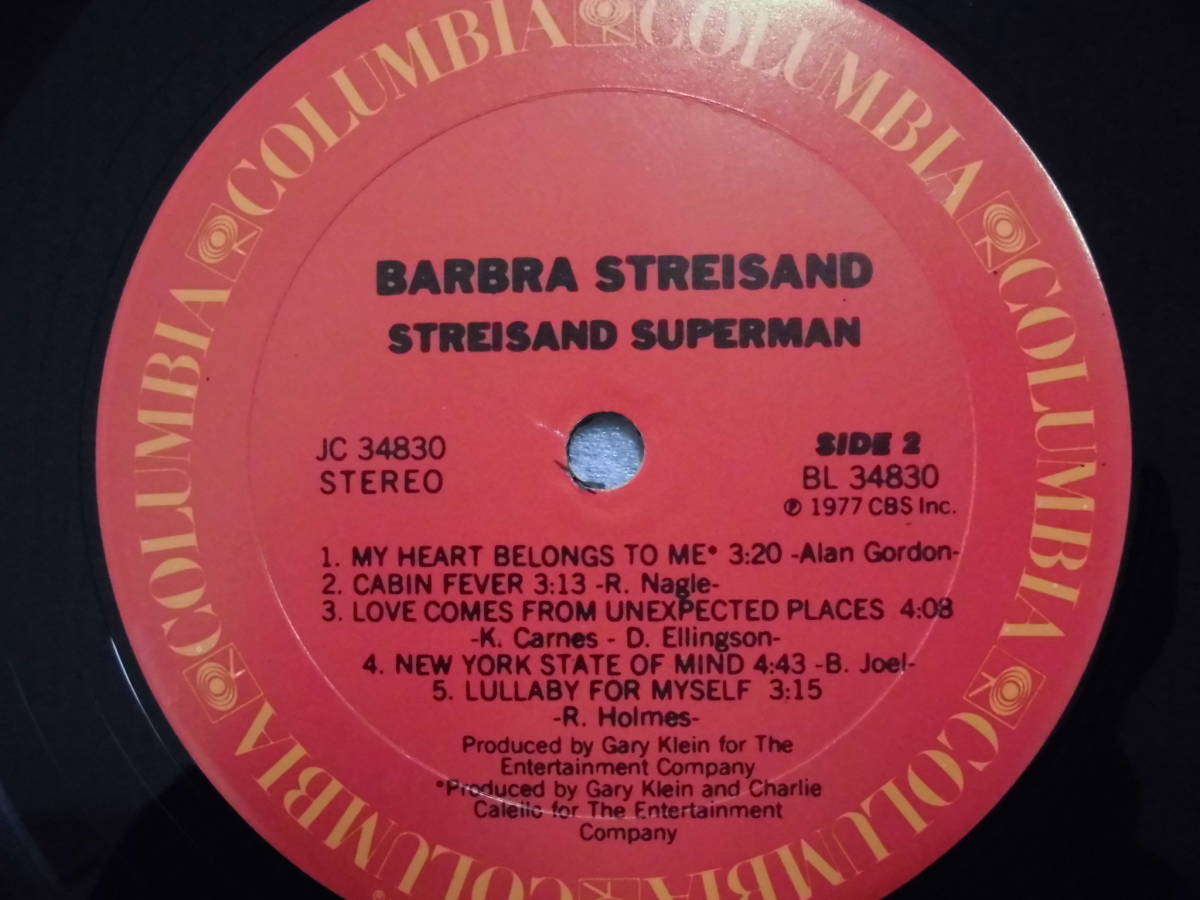 COLUMBIA COLUMBIA COLUMBIA COLUMBIA COLUMBIA COLUMBIA COLUMBIA COLUMBIA
BARBRA STREISAND
STREISAND SUPERMAN
JC 34830
STEREO
SIDE 2
BL 34830
℗ 1977 CBS Inc.
1. MY HEART BELONGS TO ME* 3:20 -Alan Gordon-
2. CABIN FEVER 3:13 -R. Nagle-
3. LOVE COMES FROM UNEXPECTED PLACES 4:08
-K. Carnes - D. Ellingson-
4. NEW YORK STATE OF MIND 4:43 -B. Joel-
5. LULLABY FOR MYSELF 3:15
-R. Holmes-
Produced by Gary Klein for The
Entertainment Company
*Produced by Gary Klein and Charlie
Calello for The Entertainment
Company